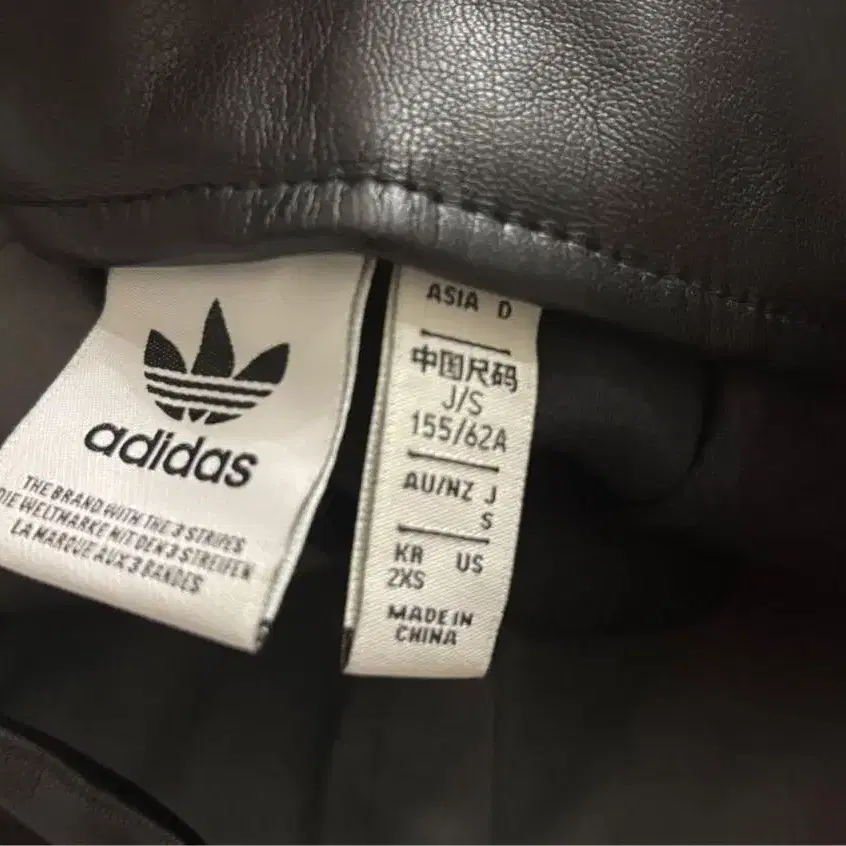 adidas
THE BRAND WITH THE 3 STRIPES
DIE WELTMARKE MIT DEN 3 STREIFEN
LA MARQUE AUX 3 BANDES
ASIA D
中国尺码
J/S
155/62A
AU/NZ J
S
KR US
2XS
MADE IN
CHINA